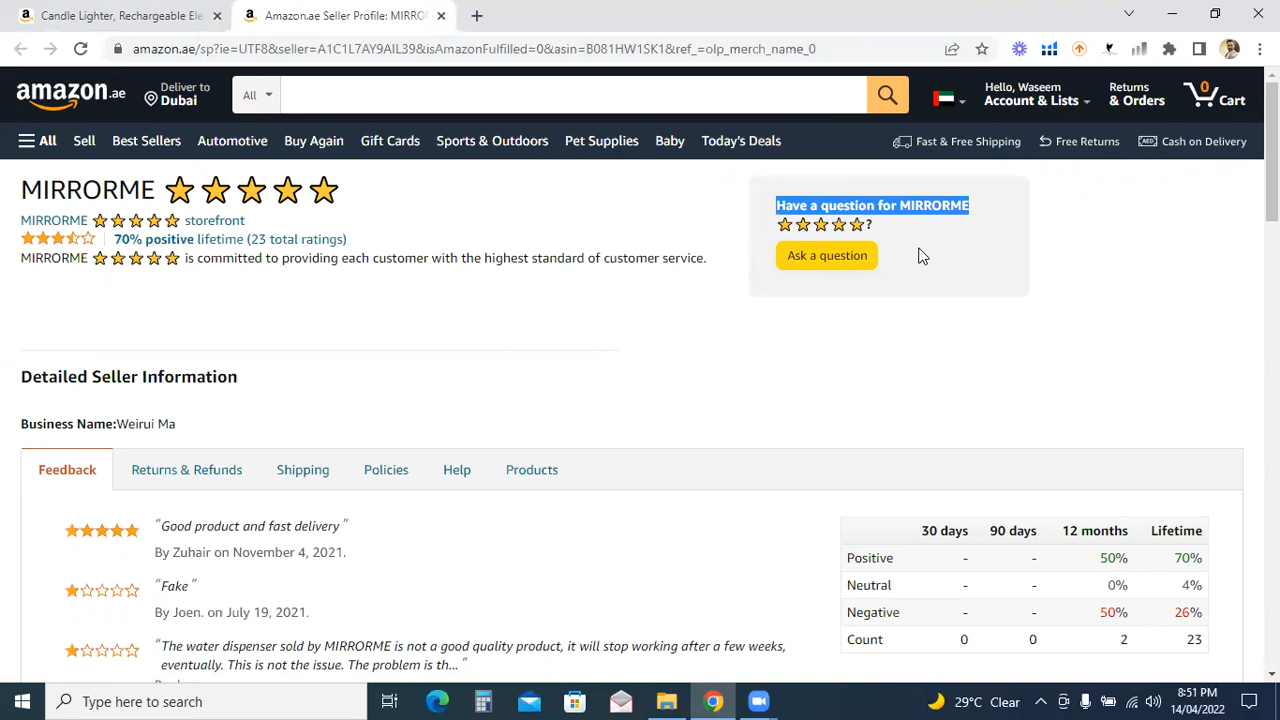 Candle Lighter, Rechargeable Ele
Amazon.ae Seller Profile: MIRROR
amazon.ae/sp?ie=UTF8&seller=A1C1L7AY9AIL39&isAmazonFulfilled=0&asin=B081HW1SK1&ref_=olp_merch_name_0
amazon.ae
Deliver to
Dubai
All
Hello, Waseem
Account & Lists
Returns
& Orders
0
Cart
All
Sell
Best Sellers
Automotive
Buy Again
Gift Cards
Sports & Outdoors
Pet Supplies
Baby
Today's Deals
Fast & Free Shipping
Free Returns
AED
Cash on Delivery
MIRRORME
MIRRORME storefront
70% positive lifetime (23 total ratings)
MIRRORME is committed to providing each customer with the highest standard of customer service.
Have a question for MIRRORME
?
Ask a question
Detailed Seller Information
Business Name:Weirui Ma
Feedback
Returns & Refunds
Shipping
Policies
Help
Products
“Good product and fast delivery ”
By Zuhair on November 4, 2021.
“Fake ”
By Joen. on July 19, 2021.
“The water dispenser sold by MIRRORME is not a good quality product, it will stop working after a few weeks,
eventually. This is not the issue. The problem is th... ”
30 days 90 days 12 months Lifetime
Positive - - 50% 70%
Neutral - - 0% 4%
Negative - - 50% 26%
Count 0 0 2 23
Type here to search
29°C Clear
8:51 PM
14/04/2022